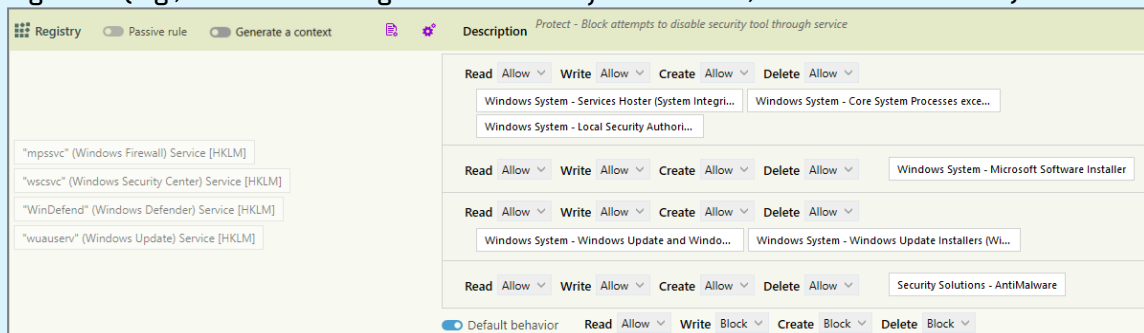 Registry Passive rule Generate a context Description Protect - Block attempts to disable security tool through service
Read Allow Write Allow Create Allow Delete Allow
Windows System - Services Hoster (System Integri... Windows System - Core System Processes exce...
Windows System - Local Security Authori...
"mpssvc" (Windows Firewall) Service [HKLM]
"wscsvc" (Windows Security Center) Service [HKLM]
"WinDefend" (Windows Defender) Service [HKLM]
"wuauserv" (Windows Update) Service [HKLM]
Read Allow Write Allow Create Allow Delete Allow Windows System - Microsoft Software Installer
Read Allow Write Allow Create Allow Delete Allow
Windows System - Windows Update and Windo... Windows System - Windows Update Installers (Wi...
Read Allow Write Allow Create Allow Delete Allow Security Solutions - AntiMalware
Default behavior Read Allow Write Block Create Block Delete Block